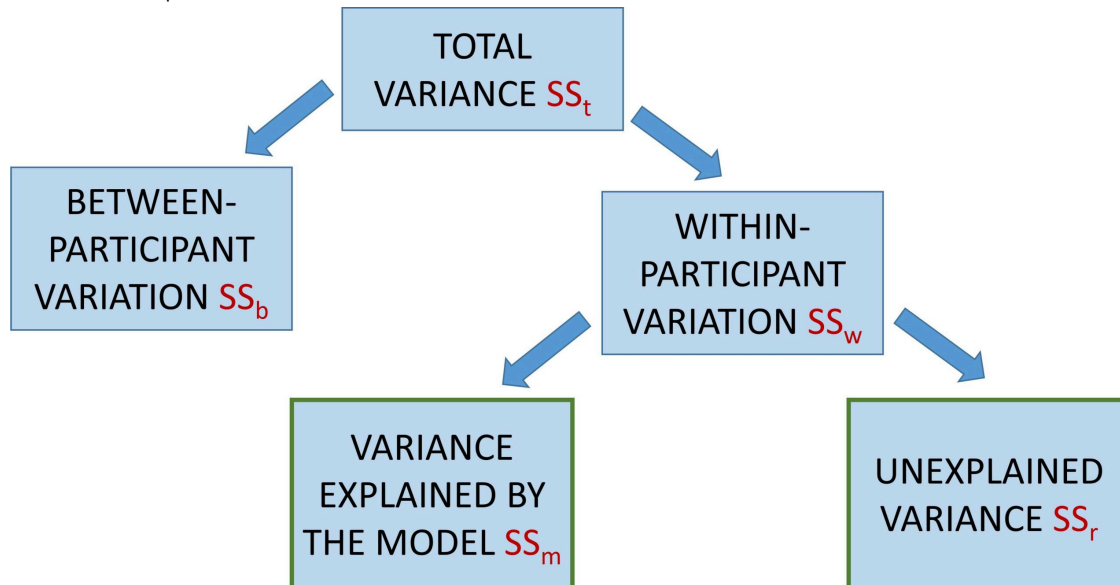 TOTAL
VARIANCE SSt
BETWEEN-
PARTICIPANT
VARIATION SSb
WITHIN-
PARTICIPANT
VARIATION SSw
VARIANCE
EXPLAINED BY
THE MODEL SSm
UNEXPLAINED
VARIANCE SSr